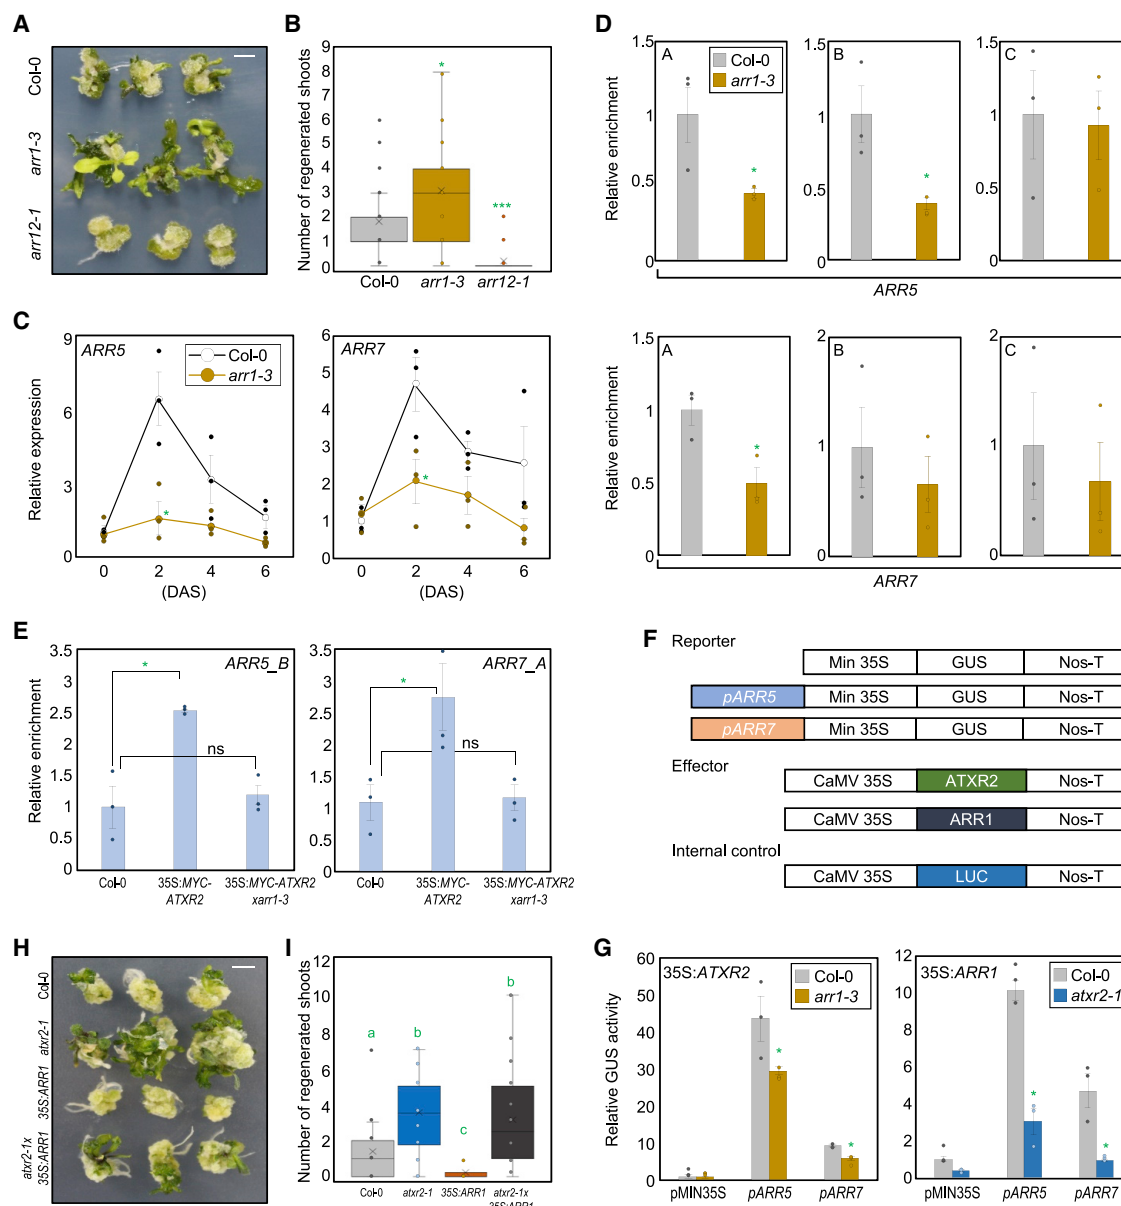 A
Col-0
arr1-3
arr12-1
B
Number of regenerated shoots
9
8
7
6
5
4
3
2
1
0
*
***
Col-0 arr1-3 arr12-1
C
Relative expression
ARR5
9
6
3
1
0
Col-0
arr1-3
*
0 2 4 6
(DAS)
ARR7
6
5
4
3
2
1
0
*
0 2 4 6
(DAS)
D
Relative enrichment
1.5
1
0.5
0
A
Col-0
arr1-3
*
1.5
1
0.5
0
B
*
1.5
1
0.5
0
C
ARR5
Relative enrichment
1.5
1
0.5
0
A
*
2
1
0
B
2
1
0
C
ARR7
E
Relative enrichment
3.5
3
2.5
2
1.5
1
0.5
0
ARR5_B
*
ns
Col-0 35S:MYC- 35S:MYC-ATXR2
ATXR2 xarr1-3
3.5
3
2.5
2
1.5
1
0.5
0
ARR7_A
*
ns
Col-0 35S:MYC- 35S:MYC-ATXR2
ATXR2 xarr1-3
F
Reporter
Min 35S GUS Nos-T
pARR5 Min 35S GUS Nos-T
pARR7 Min 35S GUS Nos-T
Effector
CaMV 35S ATXR2 Nos-T
CaMV 35S ARR1 Nos-T
Internal control
CaMV 35S LUC Nos-T
H
Col-0
atxr2-1
35S:ARR1
atxr2-1x
35S:ARR1
I
Number of regenerated shoots
12
10
8
6
4
2
0
a
b
c
b
Col-0 atxr2-1 35S:ARR1 atxr2-1x
35S:ARR1
G
Relative GUS activity
60
50
40
30
20
10
0
35S:ATXR2
Col-0
arr1-3
*
*
pMIN35S pARR5 pARR7
12
10
8
6
4
2
0
35S:ARR1
Col-0
atxr2-1
*
*
pMIN35S pARR5 pARR7